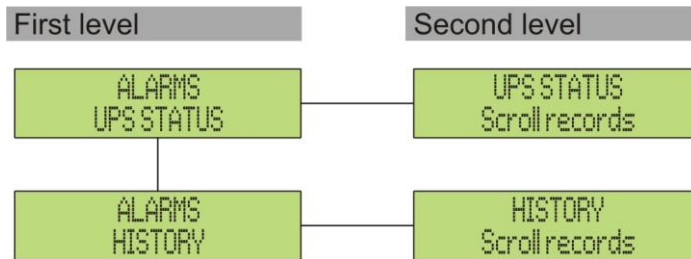 First level
Second level
ALARMS
UPS STATUS
UPS STATUS
Scroll records
ALARMS
HISTORY
HISTORY
Scroll records